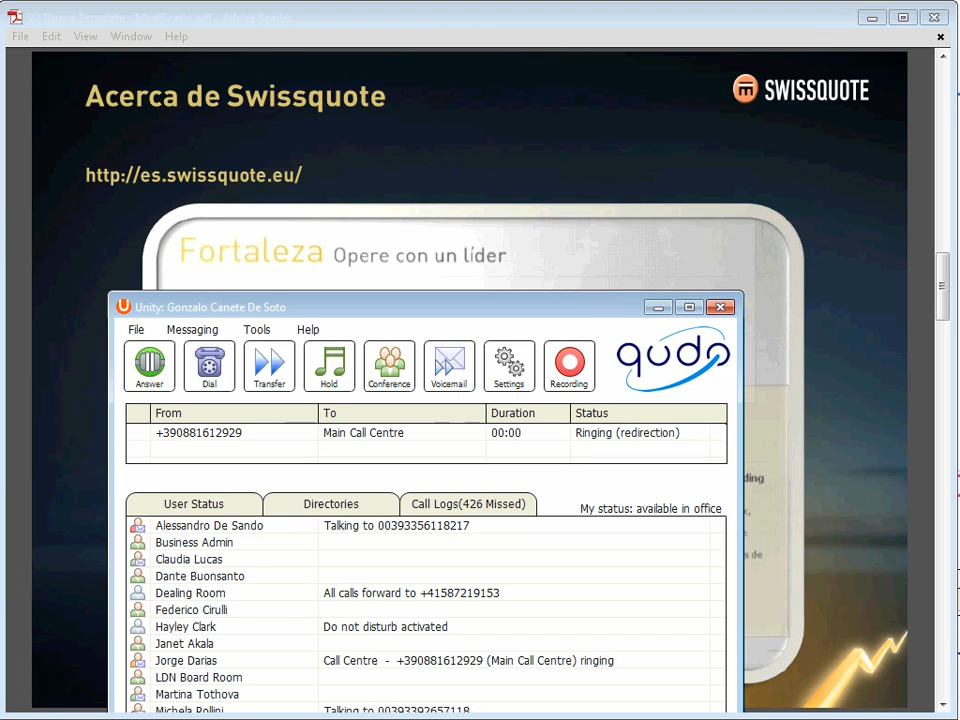 File Edit View Window Help
Acerca de Swissquote
SWISSQUOTE
http://es.swissquote.eu/
Fortaleza Opere con un líder
Unity: Gonzalo Canete De Soto
File Messaging Tools Help
Answer Dial Transfer Hold Conference Voicemail Settings Recording
qudo
From To Duration Status
+390881612929 Main Call Centre 00:00 Ringing (redirection)
User Status Directories Call Logs(426 Missed) My status: available in office
Alessandro De Sando Talking to 00393356118217
Business Admin
Claudia Lucas
Dante Buonsanto
Dealing Room All calls forward to +41587219153
Federico Cirulli
Hayley Clark Do not disturb activated
Janet Akala
Jorge Darias Call Centre - +390881612929 (Main Call Centre) ringing
LDN Board Room
Martina Tothova
Michela Pollini Talking to 00393392657118